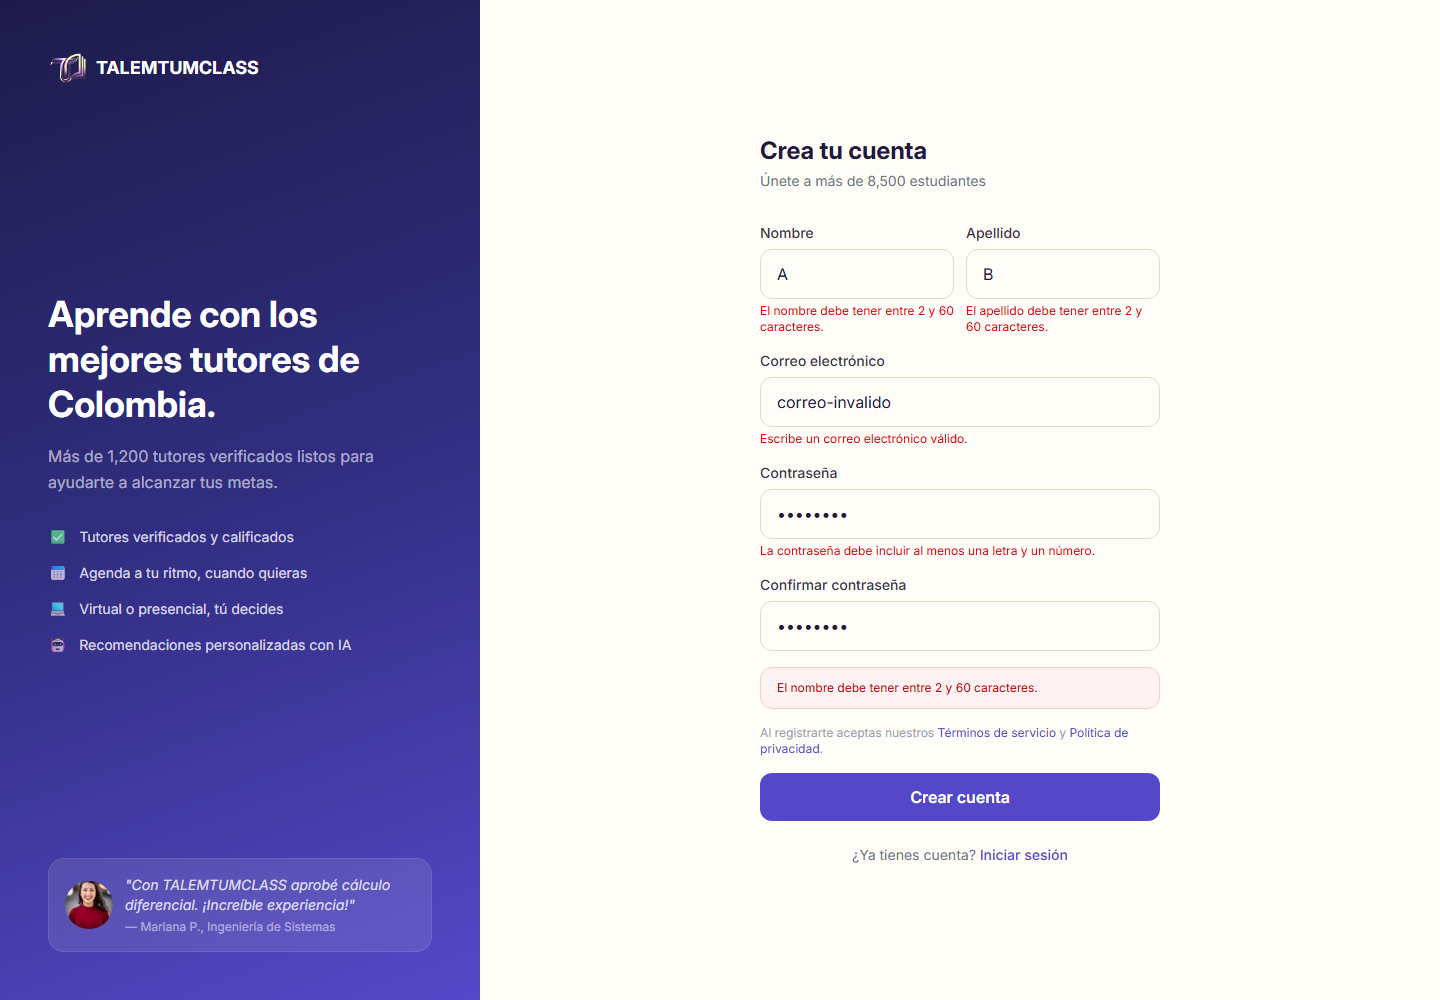 TALEMTUMCLASS
Aprende con los
mejores tutores de
Colombia.
Más de 1,200 tutores verificados listos para
ayudarte a alcanzar tus metas.
Tutores verificados y calificados
Agenda a tu ritmo, cuando quieras
Virtual o presencial, tú decides
Recomendaciones personalizadas con IA
"Con TALEMTUMCLASS aprobé cálculo
diferencial. ¡Increíble experiencia!"
— Mariana P., Ingeniería de Sistemas
Crea tu cuenta
Únete a más de 8,500 estudiantes
Nombre
A
El nombre debe tener entre 2 y 60
caracteres.
Apellido
B
El apellido debe tener entre 2 y
60 caracteres.
Correo electrónico
correo-invalido
Escribe un correo electrónico válido.
Contraseña
••••••••
La contraseña debe incluir al menos una letra y un número.
Confirmar contraseña
••••••••
El nombre debe tener entre 2 y 60 caracteres.
Al registrarte aceptas nuestros Términos de servicio y Política de
privacidad.
Crear cuenta
¿Ya tienes cuenta? Iniciar sesión